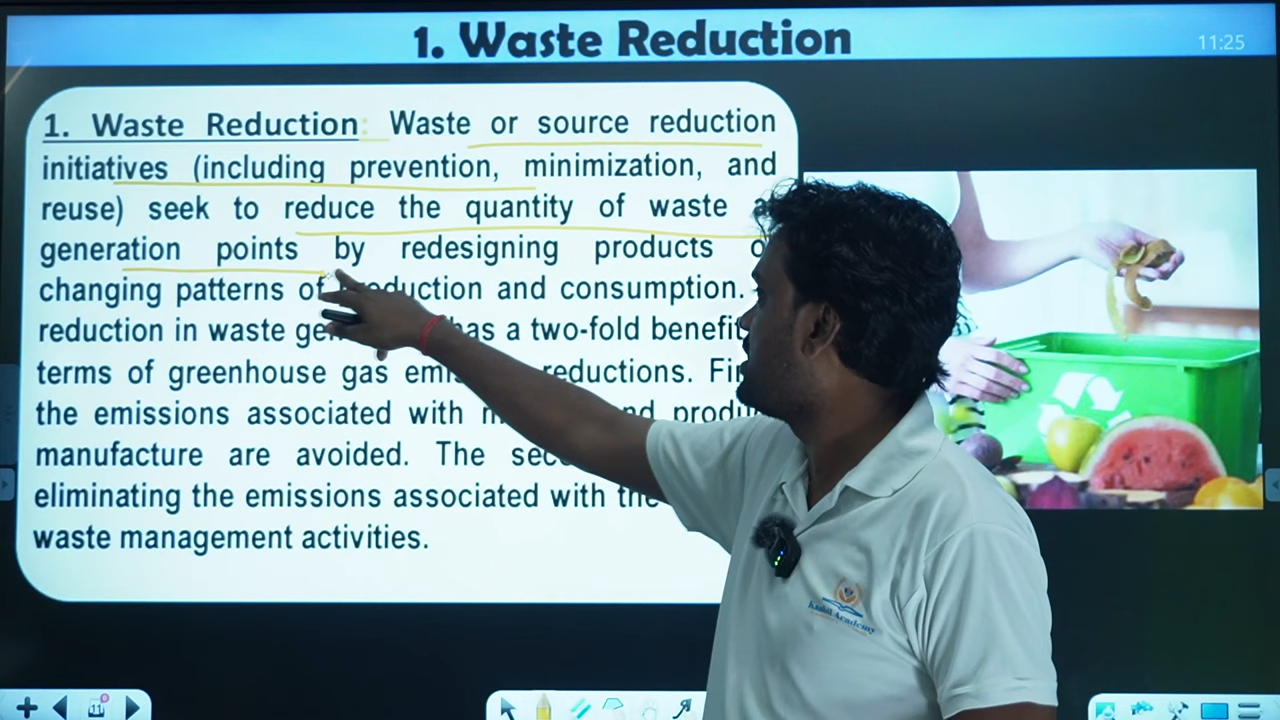 1. Waste Reduction
11:25
1. Waste Reduction: Waste or source reduction
initiatives (including prevention, minimization, and
reuse) seek to reduce the quantity of waste
generation points by redesigning products
changing patterns of production and consumption.
reduction in waste has a two-fold benefit
terms of greenhouse gas reductions.
the emissions associated with
manufacture are avoided. The
eliminating the emissions associated with the
waste management activities.
Kaabil Academy
11